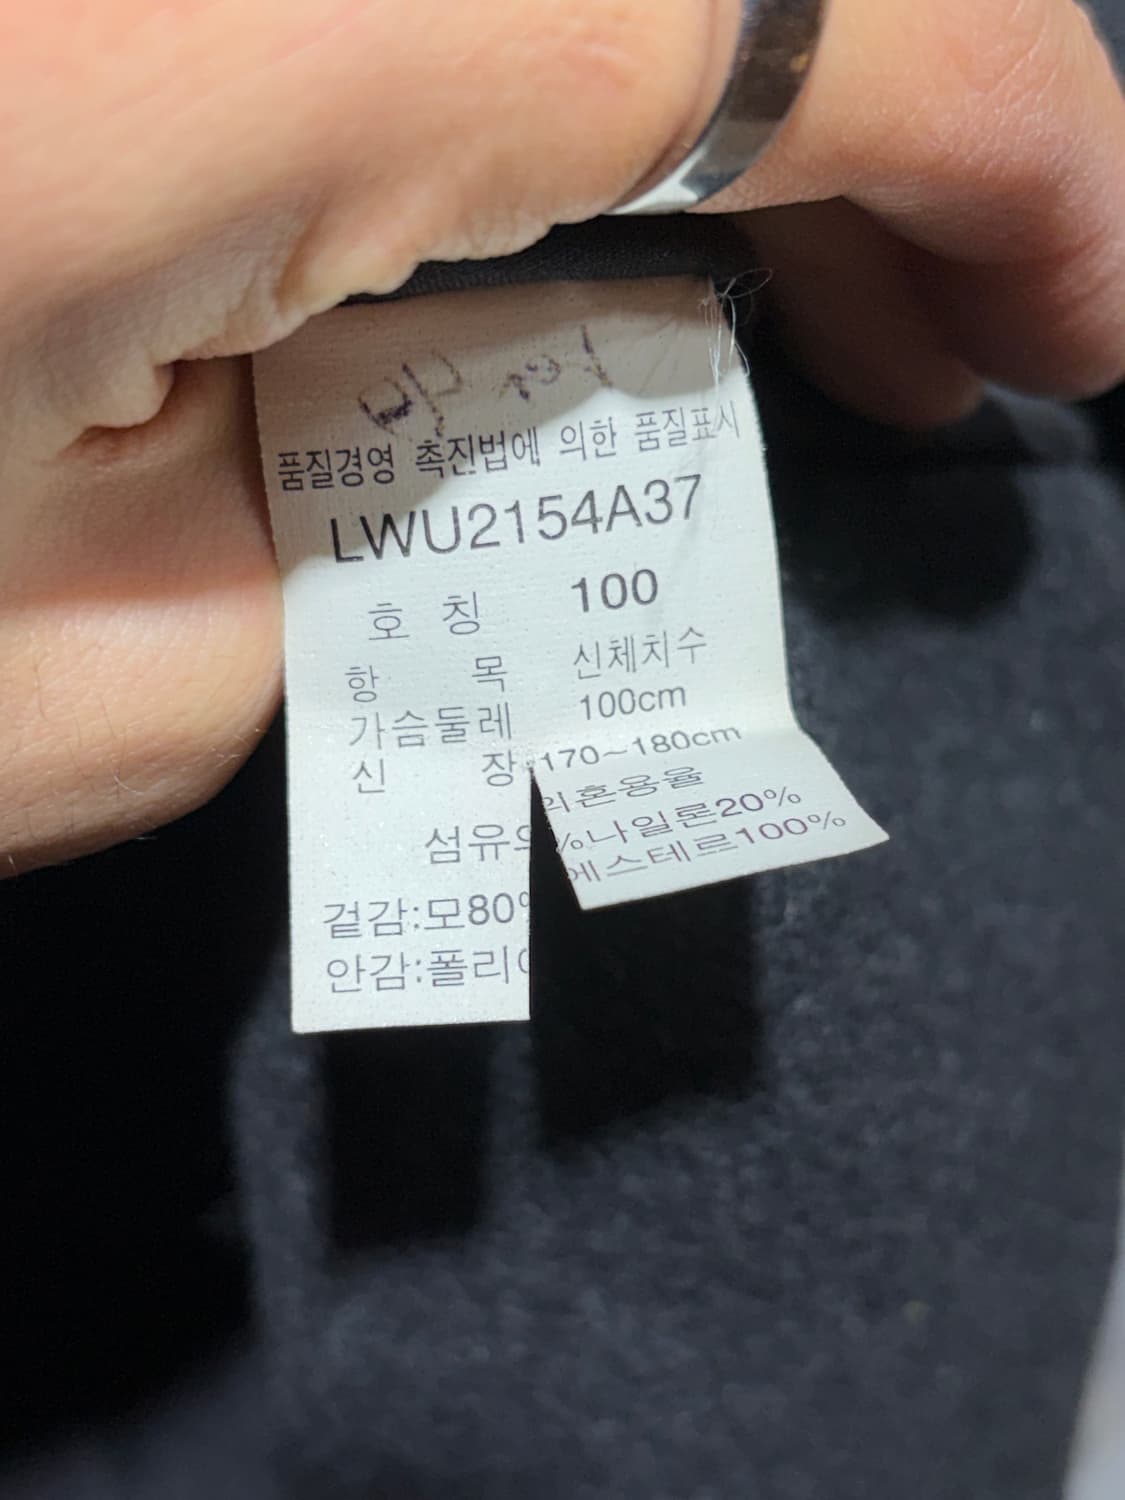 품질경영 촉진법에 의한 품질표시
LWU2154A37
호 칭 100
항 목 신체치수
가슴둘레 100cm
신 장 170~180cm
섬유의혼용율
겉감:모80%나일론20%
안감:폴리에스테르100%